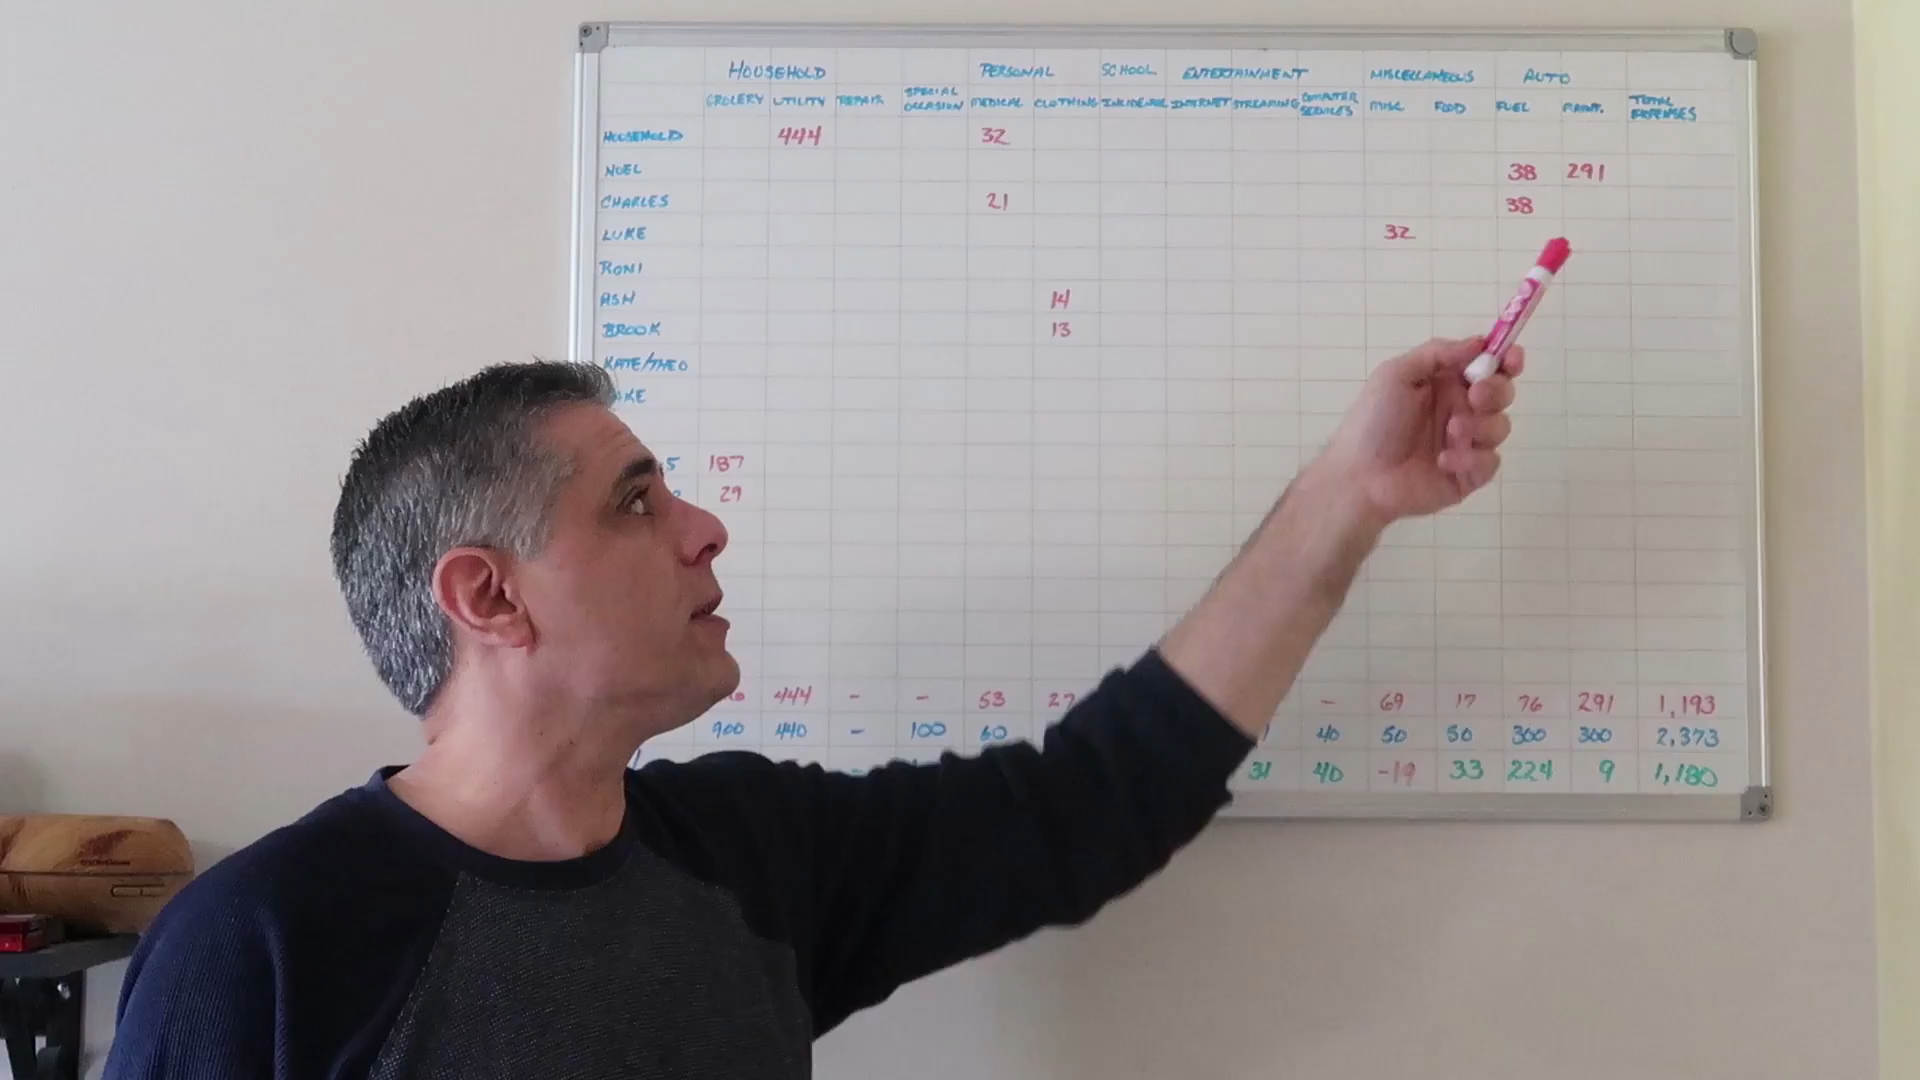 HOUSEHOLD PERSONAL SCHOOL ENTERTAINMENT MISCELLANEOUS AUTO
GROCERY UTILITY REPAIR SPECIAL OCCASION MEDICAL CLOTHING INCIDENTAL INTERNET STREAMING COMPUTER SERVICES MISC FOOD FUEL MAINT. TOTAL EXPENSES
HOUSEHOLD 444 32
NOEL 38 291
CHARLES 21 38
LUKE 32
RONI
ASH 14
BROOK 13
KATE/THEO
187
29
444 - - 53 27 - 69 17 76 291 1,193
900 440 - 100 60 40 50 50 300 300 2,373
- 31 40 -19 33 224 9 1,180